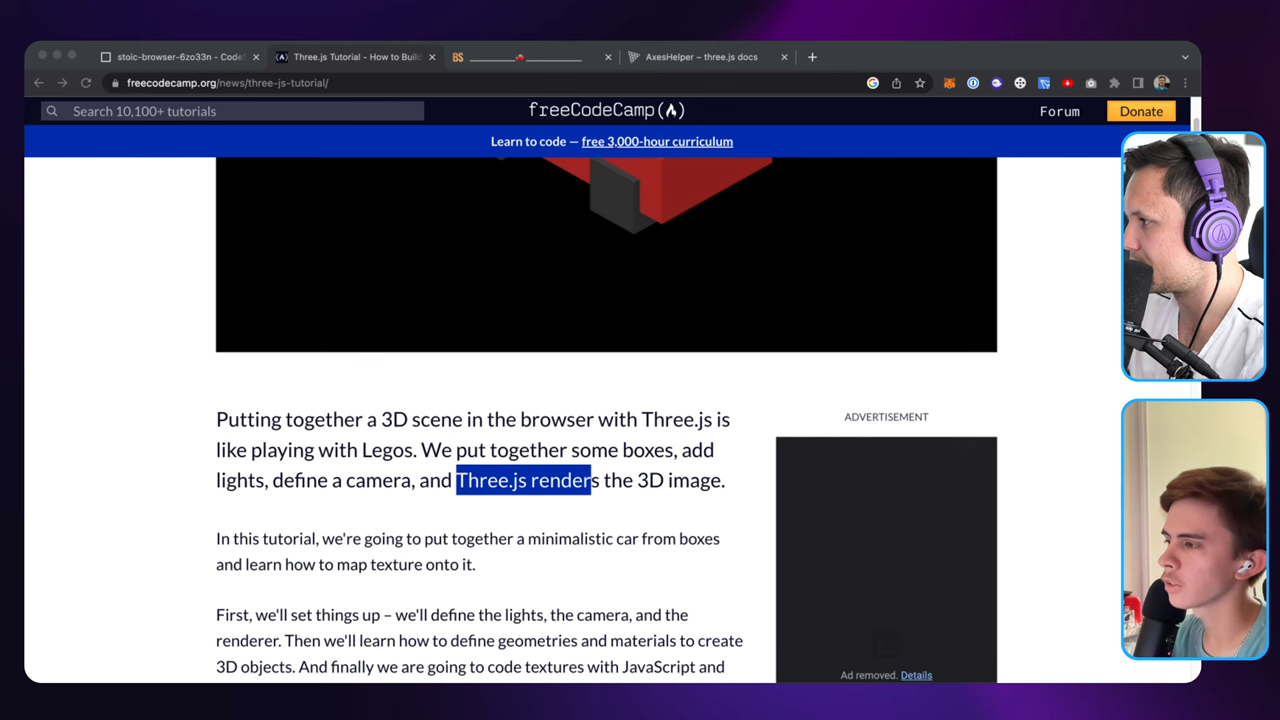 stoic-browser-6zo33n - Code
Three.js Tutorial - How to Build
BS
AxesHelper – three.js docs
freecodecamp.org/news/three-js-tutorial/
Search 10,100+ tutorials
freeCodeCamp
Forum
Donate
Learn to code — free 3,000-hour curriculum
Putting together a 3D scene in the browser with Three.js is
like playing with Legos. We put together some boxes, add
lights, define a camera, and Three.js renders the 3D image.
ADVERTISEMENT
In this tutorial, we're going to put together a minimalistic car from boxes
and learn how to map texture onto it.
First, we'll set things up – we'll define the lights, the camera, and the
renderer. Then we'll learn how to define geometries and materials to create
3D objects. And finally we are going to code textures with JavaScript and
Ad removed. Details